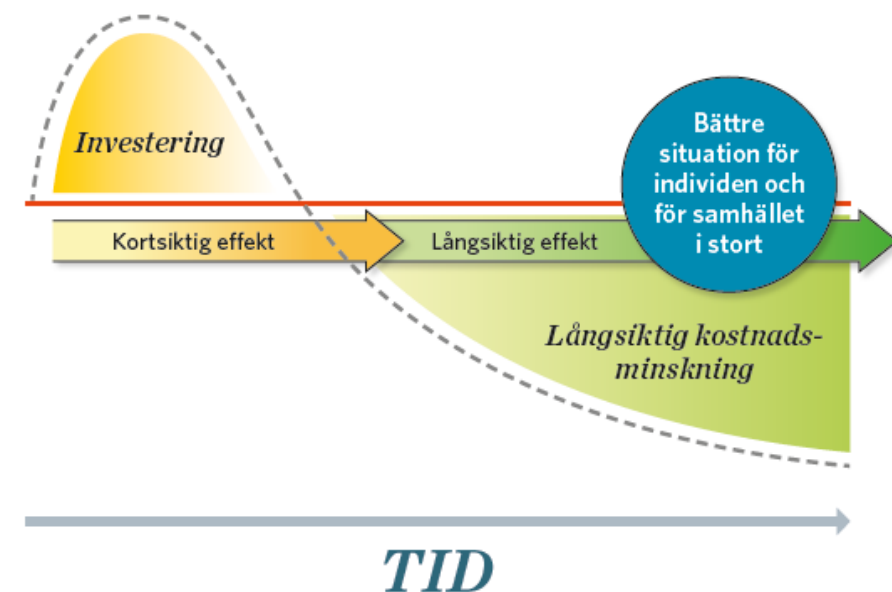 Investering
Bättre
situation för
individen och
för samhället
i stort
Kortsiktig effekt
Långsiktig effekt
Långsiktig kostnads-
minskning
TID